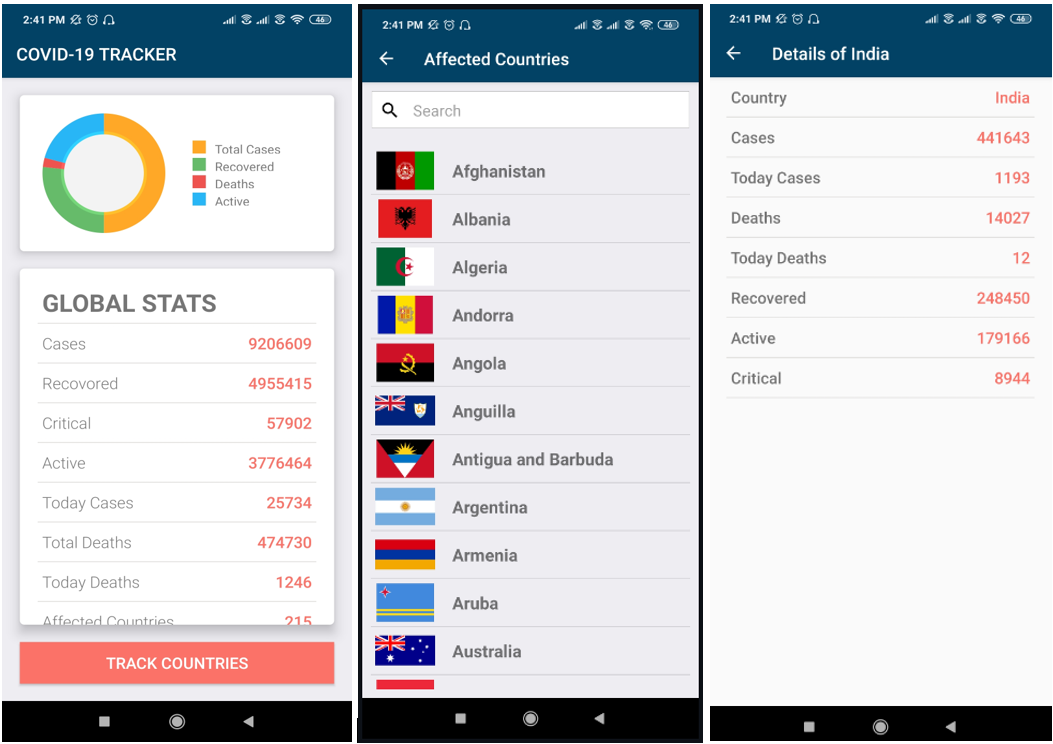 2:41 PM 46
COVID-19 TRACKER
Total Cases
Recovered
Deaths
Active
GLOBAL STATS
Cases 9206609
Recovored 4955415
Critical 57902
Active 3776464
Today Cases 25734
Total Deaths 474730
Today Deaths 1246
Affected Countries 215
TRACK COUNTRIES
2:41 PM 46
Affected Countries
Search
Afghanistan
Albania
Algeria
Andorra
Angola
Anguilla
Antigua and Barbuda
Argentina
Armenia
Aruba
Australia
2:41 PM 46
Details of India
Country India
Cases 441643
Today Cases 1193
Deaths 14027
Today Deaths 12
Recovered 248450
Active 179166
Critical 8944